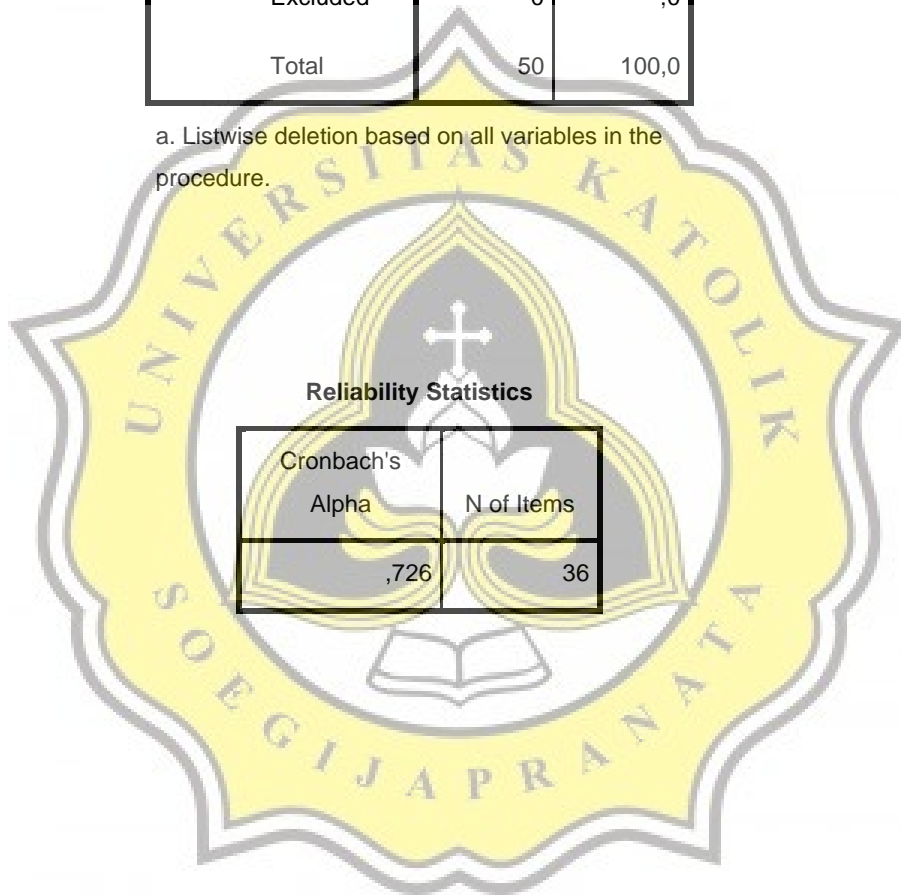 Excluded 0 ,0
Total 50 100,0
a. Listwise deletion based on all variables in the
procedure.
UNIVERSITAS KATOLIK
Reliability Statistics
Cronbach's
Alpha N of Items
,726 36
SOEGIJAPRANATA